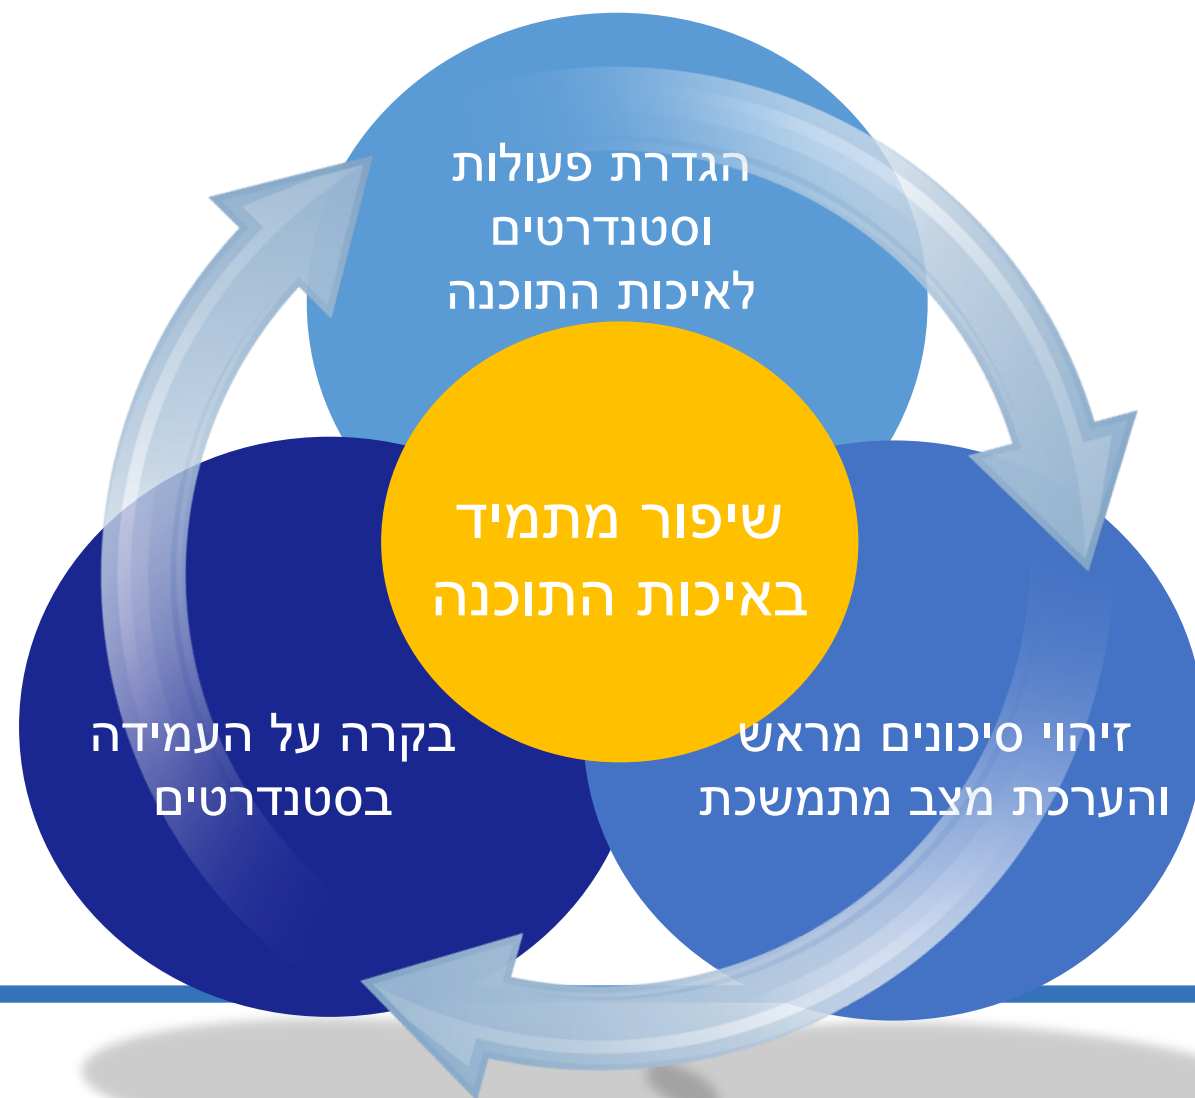 הגדרת פעולות
וסטנדרטים
לאיכות התוכנה
שיפור מתמיד
באיכות התוכנה
זיהוי סיכונים מראש
והערכת מצב מתמשכת
בקרה על העמידה
בסטנדרטים